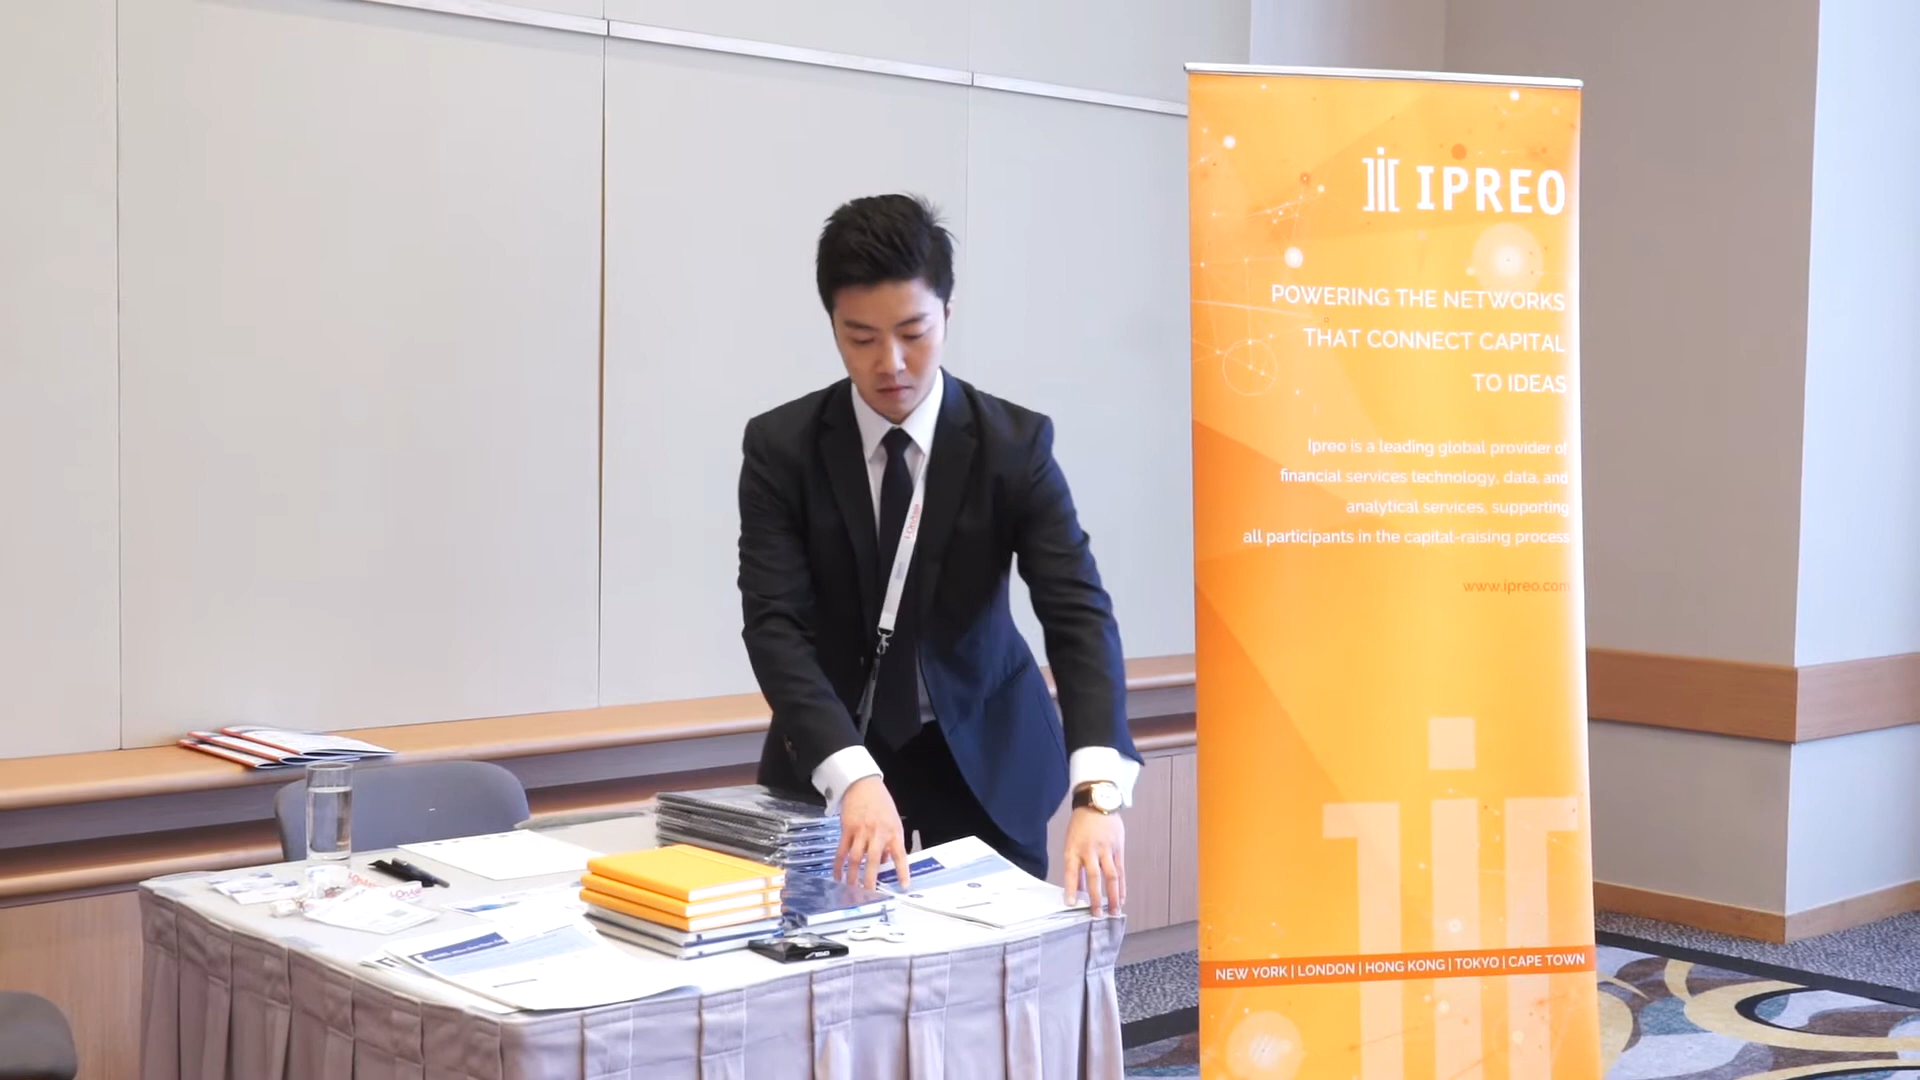 IPREO
POWERING THE NETWORKS
THAT CONNECT CAPITAL
TO IDEAS
Ipreo is a leading global provider of
financial services technology, data, and
analytical services, supporting
all participants in the capital-raising process
www.ipreo.com
NEW YORK | LONDON | HONG KONG | TOKYO | CAPE TOWN